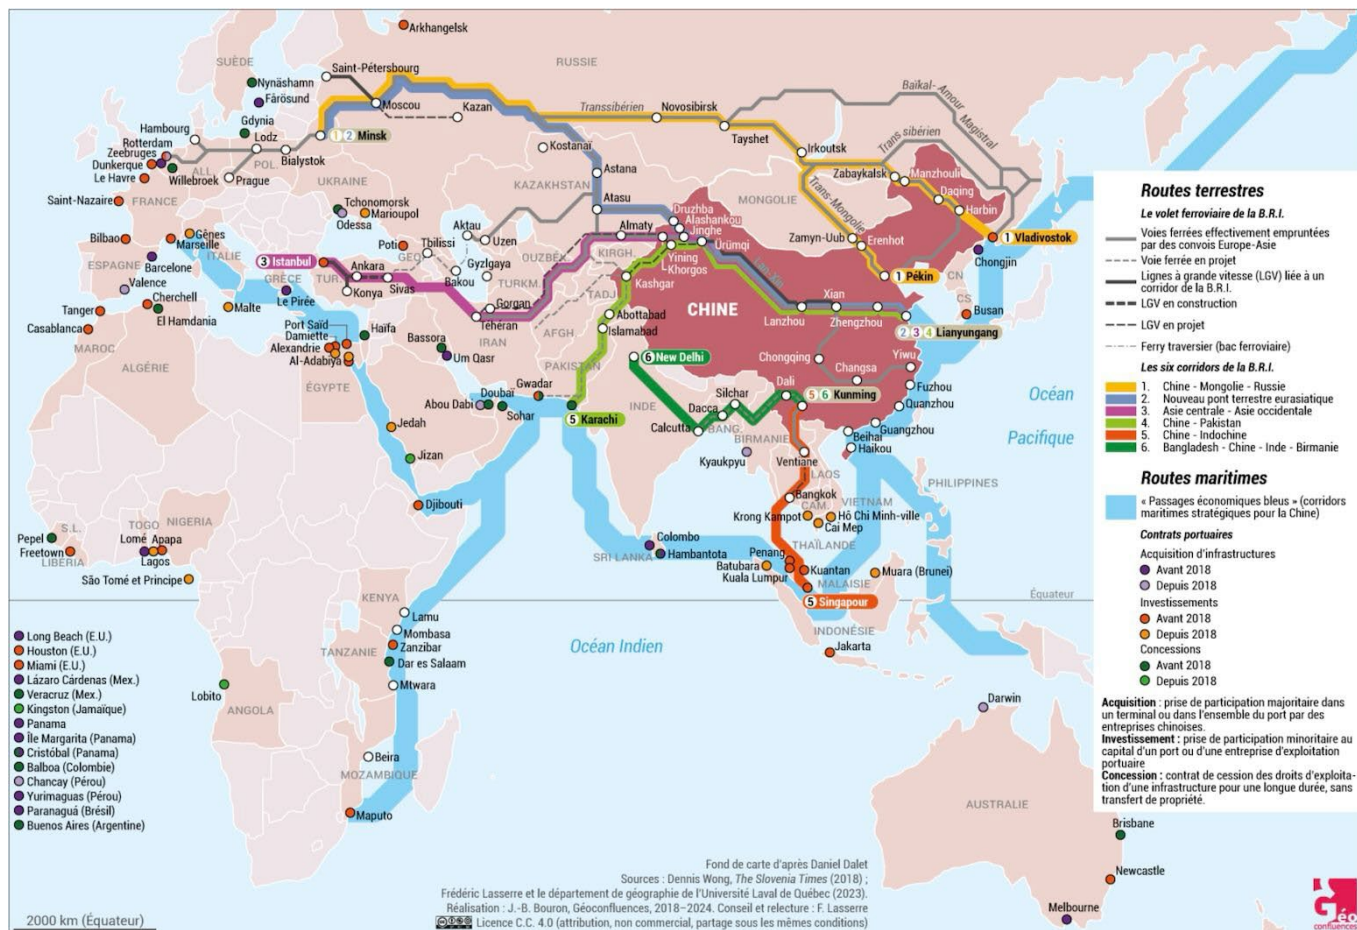 Arkhangelsk
SUÈDE
RUSSIE
Saint-Pétersbourg
Nynäshamn
Fårösund
Moscou
Kazan
Transsibérien
Novosibirsk
Baïkal-Amour
Magistral
Gdynia
Hambourg
Lodz
1 2 Minsk
Tayshet
Trans sibérien
Rotterdam
Zeebruges
Dunkerque
Le Havre
ALL.
POL.
Bialystok
Kostanaï
Irkoutsk
Willebroek
Prague
Astana
Zabaykalsk
Manzhouli
Daqing
Harbin
UKRAINE
KAZAKHSTAN
Trans-Mongolie
MONGOLIE
Saint-Nazaire
FRANCE
Tchonomorsk
Odessa
Marioupol
Atasu
Druzhba
Alashankou
Jinghe
Aktau
Almaty
Ürümqi
Zamyn-Uub
Erenhot
1 Vladivostok
Gênes
Marseille
ITALIE
Bilbao
Poti
Tbilissi
GEO.
Uzen
OUZBÉK.
KIRGH.
Yining
Khorgos
Lan-Xin
1 Pékin
CN
Chongjin
ESPAGNE
Barcelone
3 Istanbul
GRÈCE
TUR.
Ankara
Sivas
Bakou
Gyzlgaya
TURKM.
Kashgar
Valence
Le Pirée
Konya
Gorgan
TADJ.
CHINE
Xian
CS
Busan
Tanger
Cherchell
El Hamdania
Malte
Téhéran
AFGH.
Abottabad
Islamabad
Lanzhou
Zhengzhou
2 3 4 Lianyungang
Casablanca
MAROC
ALGÉRIE
Port Saïd
Damiette
Alexandrie
Al-Adabiya
Haïfa
IRAN
Bassora
Um Qasr
PAKISTAN
6 New Delhi
Chongqing
Yiwu
ÉGYPTE
Gwadar
Doubaï
Abou Dabi
Sohar
5 Karachi
INDE
Silchar
Dacca
Dali
5 6 Kunming
Changsa
Fuzhou
Quanzhou
Océan
Pacifique
Jedah
Calcutta
BANG.
BIRMANIE
Guangzhou
Beihai
Haikou
Jizan
Kyaukpyu
Ventiane
LAOS
PHILIPPINES
Djibouti
Bangkok
CAM.
VIETNAM
Krong Kampot
Hô Chi Minh-ville
Cai Mep
S.L.
TOGO
NIGERIA
Pepel
Freetown
LIBERIA
Lomé
Apapa
Lagos
Colombo
SRI LANKA
Hambantota
THAÏLANDE
Penang
Batubara
Kuala Lumpur
Kuantan
MALAISIE
Muara (Bruneï)
São Tomé et Principe
5 Singapour
Équateur
KENYA
Lamu
Mombasa
Zanzibar
TANZANIE
Dar es Salaam
Mtwara
Océan Indien
INDONÉSIE
Jakarta
Lobito
ANGOLA
Darwin
Beira
MOZAMBIQUE
Maputo
AUSTRALIE
Brisbane
Newcastle
Melbourne
Long Beach (E.U.)
Houston (E.U.)
Miami (E.U.)
Lázaro Cárdenas (Mex.)
Veracruz (Mex.)
Kingston (Jamaïque)
Panama
Île Margarita (Panama)
Cristóbal (Panama)
Balboa (Colombie)
Chancay (Pérou)
Yurimaguas (Pérou)
Paranaguá (Brésil)
Buenos Aires (Argentine)
2000 km (Équateur)
Routes terrestres
Le volet ferroviaire de la B.R.I.
Voies ferrées effectivement empruntées
par des convois Europe-Asie
Voie ferrée en projet
Lignes à grande vitesse (LGV) liée à un
corridor de la B.R.I.
LGV en construction
LGV en projet
Ferry traversier (bac ferroviaire)
Les six corridors de la B.R.I.
1. Chine - Mongolie - Russie
2. Nouveau pont terrestre eurasiatique
3. Asie centrale - Asie occidentale
4. Chine - Pakistan
5. Chine - Indochine
6. Bangladesh - Chine - Inde - Birmanie
Routes maritimes
« Passages économiques bleus » (corridors
maritimes stratégiques pour la Chine)
Contrats portuaires
Acquisition d'infrastructures
Avant 2018
Depuis 2018
Investissements
Avant 2018
Depuis 2018
Concessions
Avant 2018
Depuis 2018
Acquisition : prise de participation majoritaire dans
un terminal ou dans l'ensemble du port par des
entreprises chinoises.
Investissement : prise de participation minoritaire au
capital d'un port ou d'une entreprise d'exploitation
portuaire
Concession : contrat de cession des droits d'exploita-
tion d'une infrastructure pour une longue durée, sans
transfert de propriété.
Fond de carte d'après Daniel Dalet
Sources : Dennis Wong, The Slovenia Times (2018) ;
Frédéric Lasserre et le département de géographie de l'Université Laval de Québec (2023).
Réalisation : J.-B. Bouron, Géoconfluences, 2018–2024. Conseil et relecture : F. Lasserre
Licence C.C. 4.0 (attribution, non commercial, partage sous les mêmes conditions)
Géo
confluences